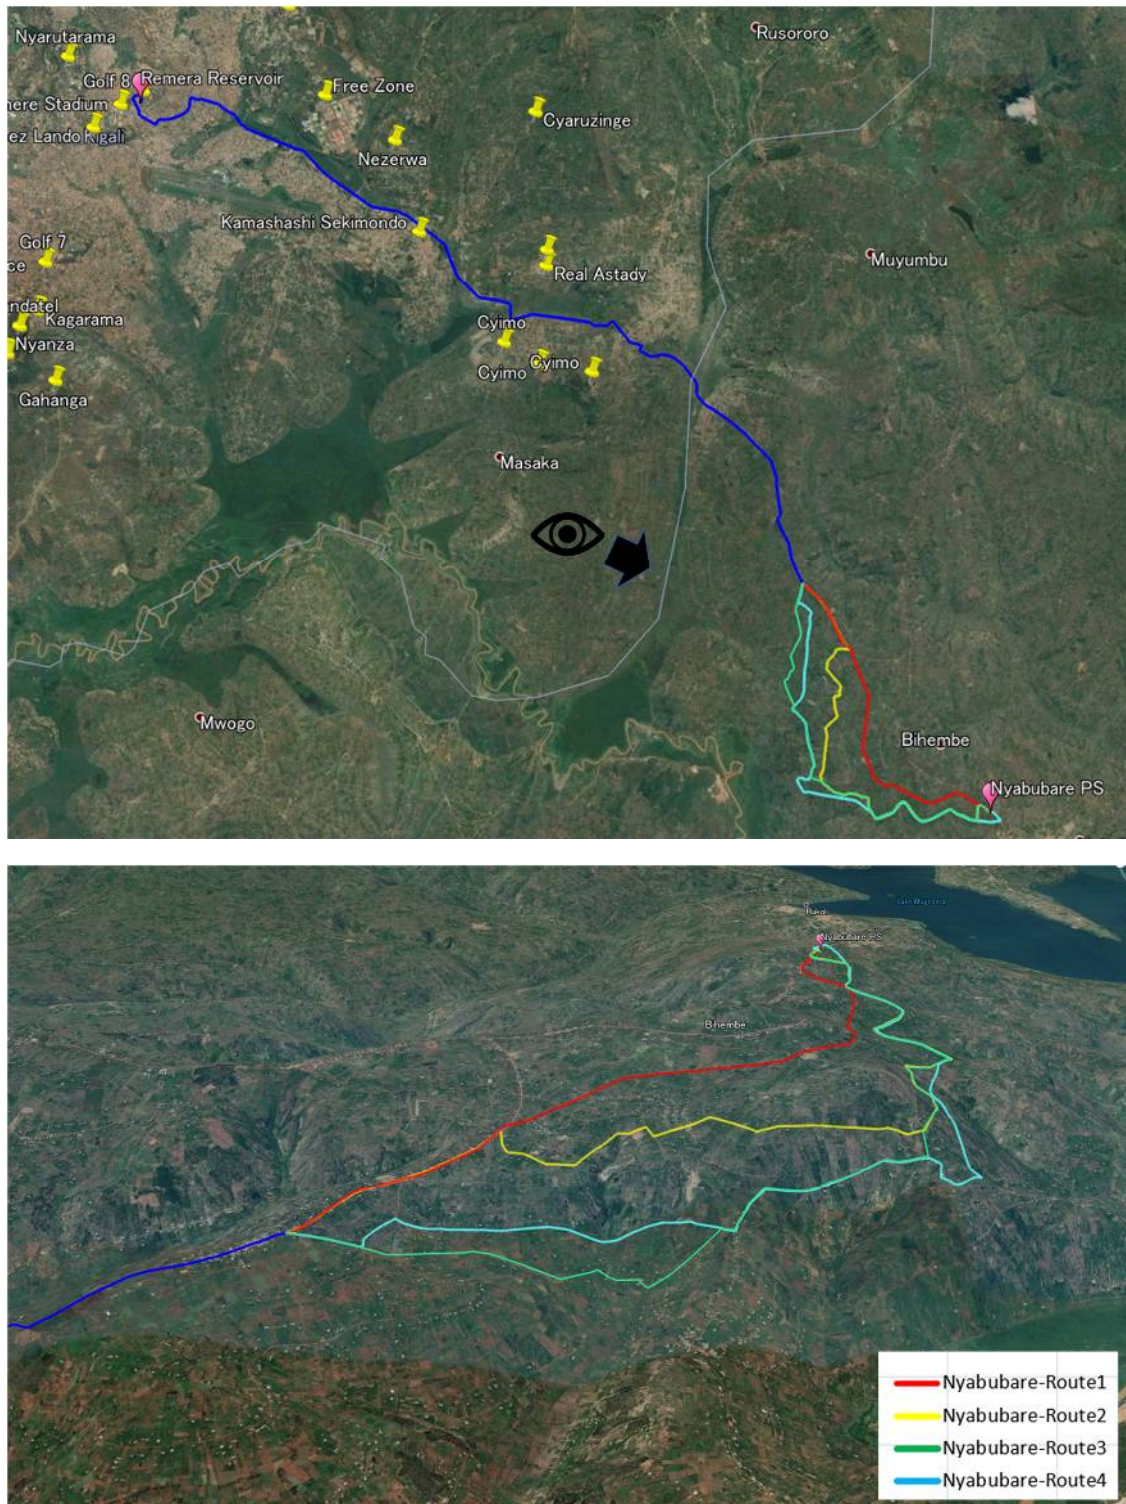 Nyarutarama
Rusororo
Golf 8
Remera Reservoir
Free Zone
nere Stadium
Cyaruzinge
ez Lando
Kigali
Nezerwa
Kamashashi Sekimondo
Golf 7
ce
Muyumbu
Real Astady
ndatel
Kagarama
Cyimo
Nyanza
Cyimo
Cyimo
Gahanga
Masaka
Mwogo
Bihembe
Nyabubare PS
Nyabubare PS
Bihembe
Nyabubare-Route1
Nyabubare-Route2
Nyabubare-Route3
Nyabubare-Route4